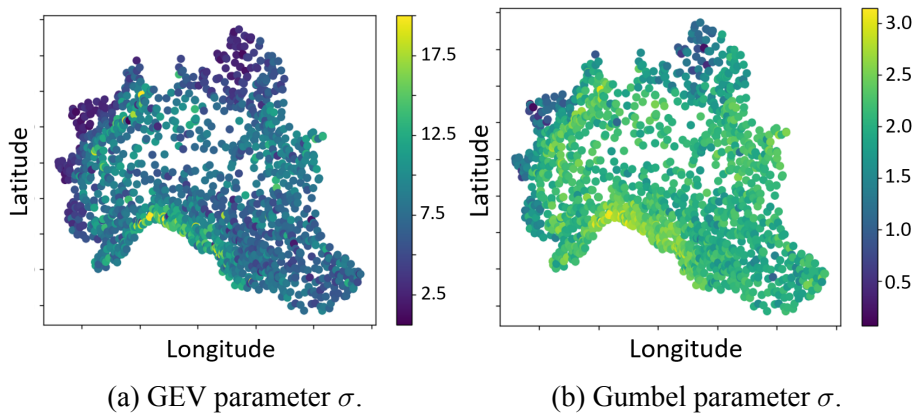 17.5
12.5
7.5
2.5
Latitude
Longitude
(a) GEV parameter σ.
3.0
2.5
2.0
1.5
1.0
0.5
Latitude
Longitude
(b) Gumbel parameter σ.